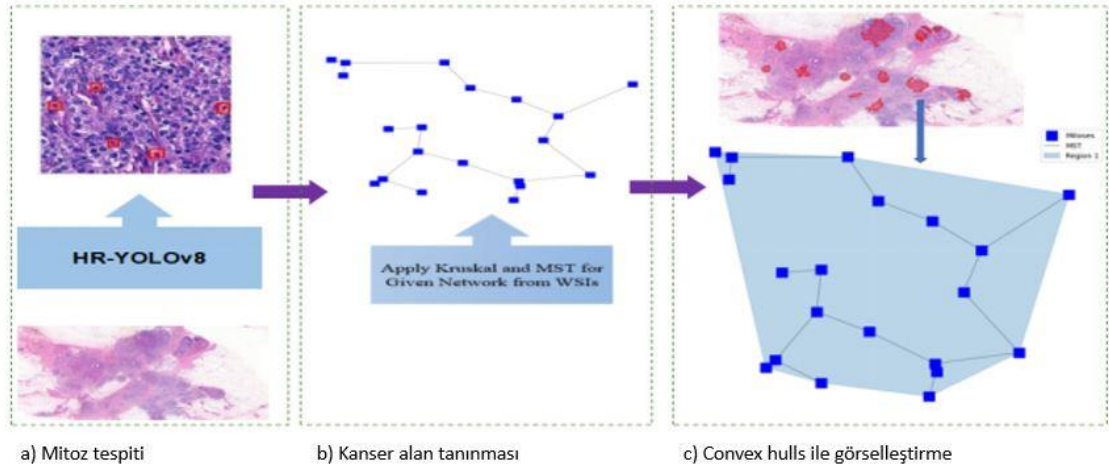 HR-YOLOv8
Apply Kruskal and MST for
Given Network from WSIs
Mitoses
MST
Region 1
a) Mitoz tespiti
b) Kanser alan tanınması
c) Convex hulls ile görselleştirme